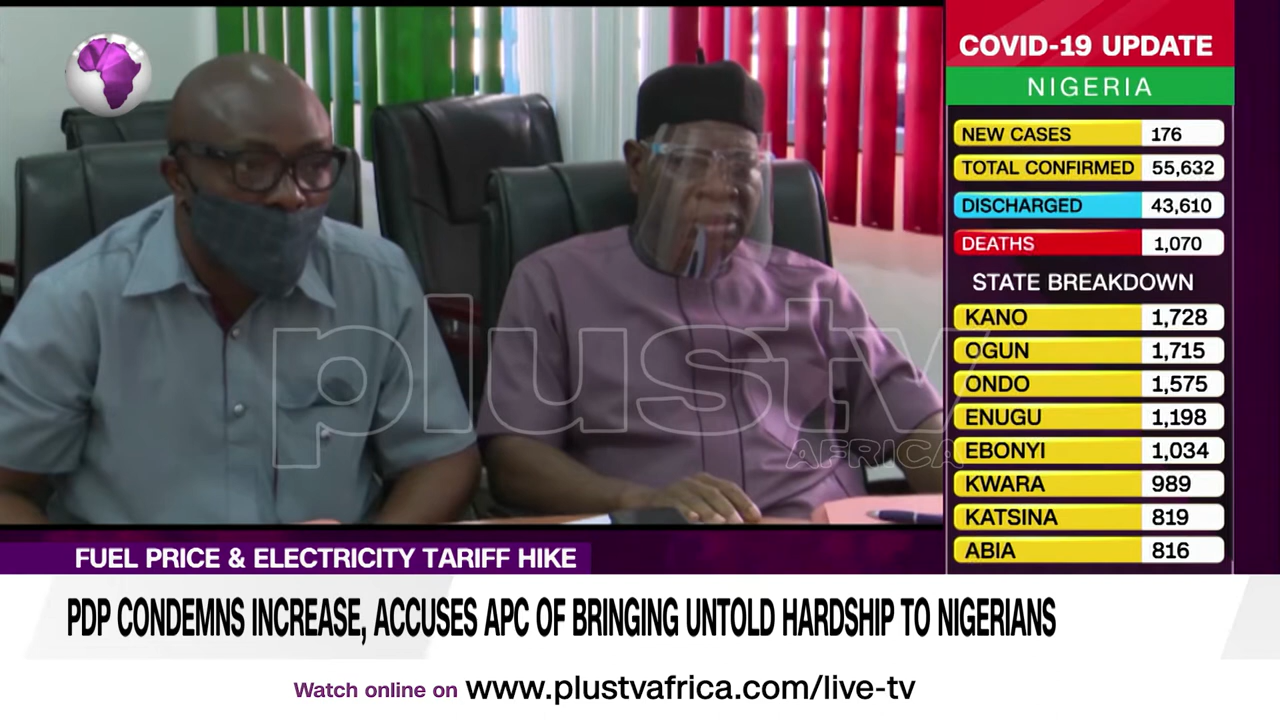 COVID-19 UPDATE
NIGERIA
NEW CASES 176
TOTAL CONFIRMED 55,632
DISCHARGED 43,610
DEATHS 1,070
STATE BREAKDOWN
KANO 1,728
OGUN 1,715
ONDO 1,575
ENUGU 1,198
EBONYI 1,034
KWARA 989
KATSINA 819
ABIA 816
plustv
AFRICA
FUEL PRICE & ELECTRICITY TARIFF HIKE
PDP CONDEMNS INCREASE, ACCUSES APC OF BRINGING UNTOLD HARDSHIP TO NIGERIANS
Watch online on www.plustvafrica.com/live-tv